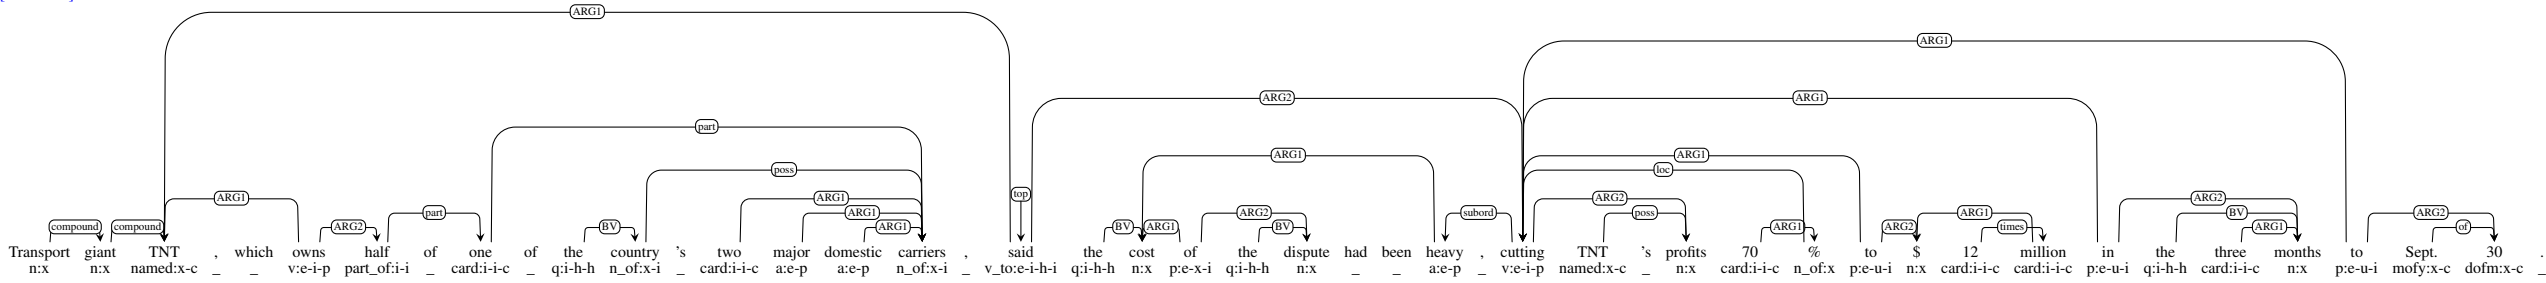 ARG1
ARG1
ARG2 ARG1
part
ARG1 ARG1
poss loc
top
ARG1 ARG1 ARG2 ARG2
part ARG1 ARG2 subord poss ARG1 BV ARG2
compound compound ARG2 BV ARG1 BV ARG1 BV ARG1 ARG2 times ARG1 of
Transport giant TNT , which owns half of one of the country 's two major domestic carriers , said the cost of the dispute had been heavy , cutting TNT 's profits 70 % to $ 12 million in the three months to Sept. 30 .
n:x n:x named:x-c _ _ v:e-i-p part_of:i-i _ card:i-i-c _ q:i-h-h n_of:x-i _ card:i-i-c a:e-p a:e-p n_of:x-i _ v_to:e-i-h-i q:i-h-h n:x p:e-x-i q:i-h-h n:x _ _ a:e-p _ v:e-i-p named:x-c _ n:x card:i-i-c n_of:x p:e-u-i n:x card:i-i-c card:i-i-c p:e-u-i q:i-h-h card:i-i-c n:x p:e-u-i mofy:x-c dofm:x-c _